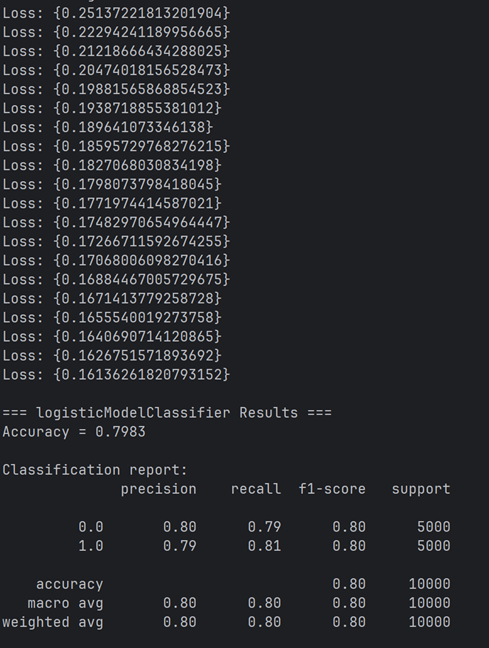 Loss: {0.25137221813201904}
Loss: {0.22294241189956665}
Loss: {0.21218666434288025}
Loss: {0.20474018156528473}
Loss: {0.19881565868854523}
Loss: {0.1938718855381012}
Loss: {0.189641073346138}
Loss: {0.18595729768276215}
Loss: {0.1827068030834198}
Loss: {0.1798073798418045}
Loss: {0.1771974414587021}
Loss: {0.17482970654964447}
Loss: {0.17266711592674255}
Loss: {0.17068006098270416}
Loss: {0.16884467005729675}
Loss: {0.1671413779258728}
Loss: {0.1655540019273758}
Loss: {0.1640690714120865}
Loss: {0.1626751571893692}
Loss: {0.16136261820793152}
=== logisticModelClassifier Results ===
Accuracy = 0.7983
Classification report:
precision recall f1-score support
0.0 0.80 0.79 0.80 5000
1.0 0.79 0.81 0.80 5000
accuracy 0.80 10000
macro avg 0.80 0.80 0.80 10000
weighted avg 0.80 0.80 0.80 10000